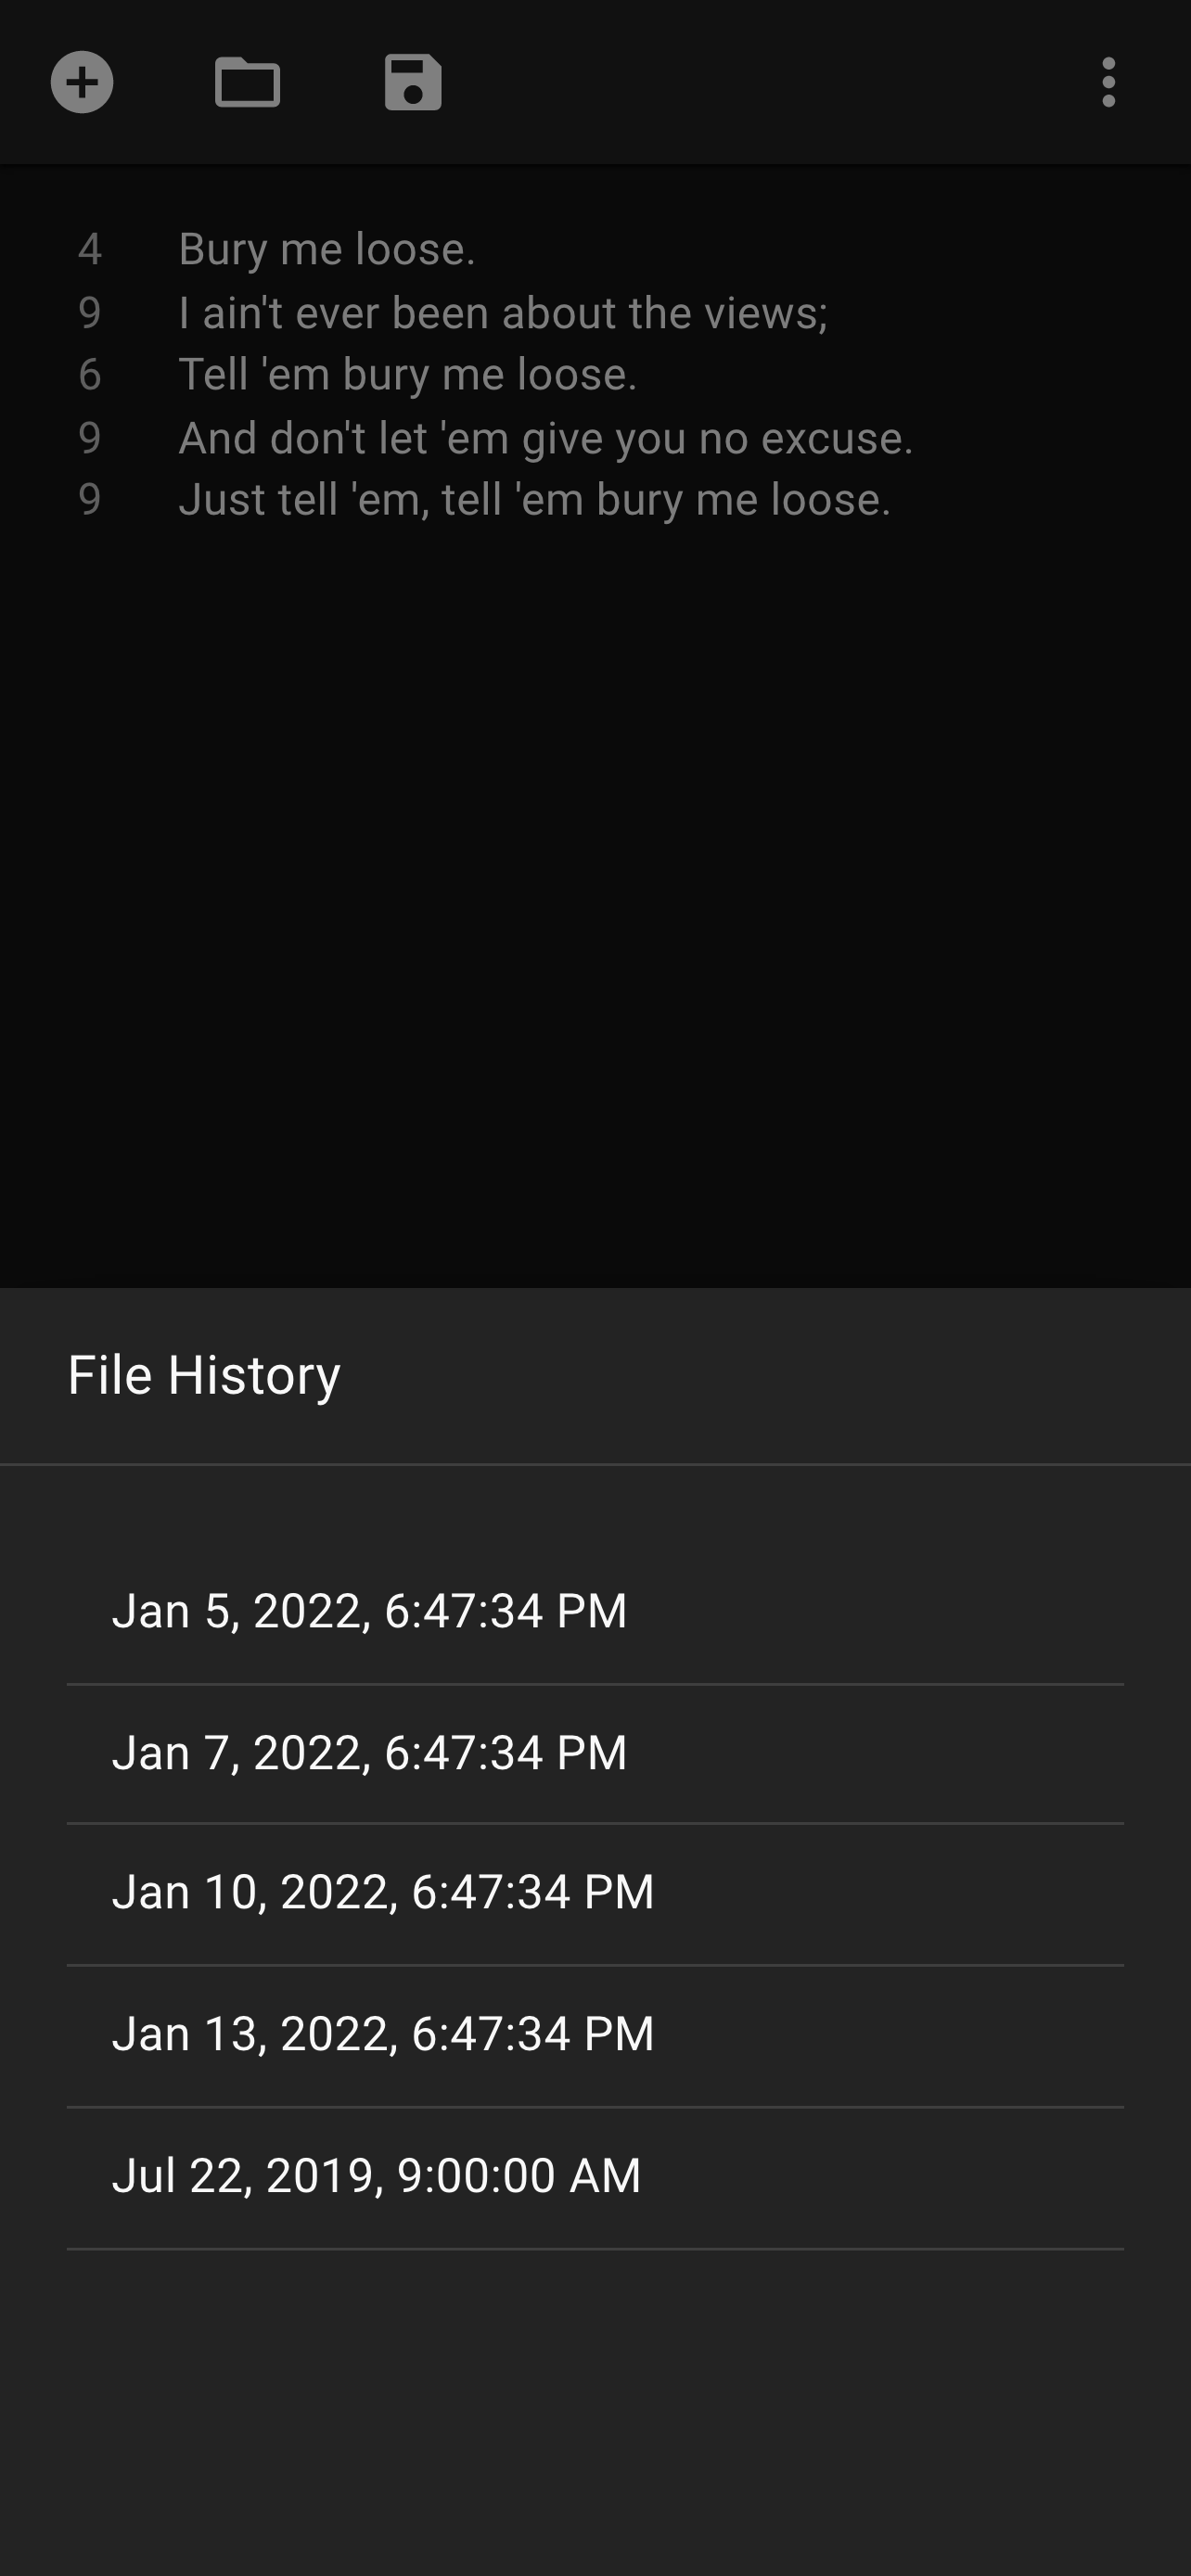 4 Bury me loose.
9 I ain't ever been about the views;
6 Tell 'em bury me loose.
9 And don't let 'em give you no excuse.
9 Just tell 'em, tell 'em bury me loose.
File History
Jan 5, 2022, 6:47:34 PM
Jan 7, 2022, 6:47:34 PM
Jan 10, 2022, 6:47:34 PM
Jan 13, 2022, 6:47:34 PM
Jul 22, 2019, 9:00:00 AM